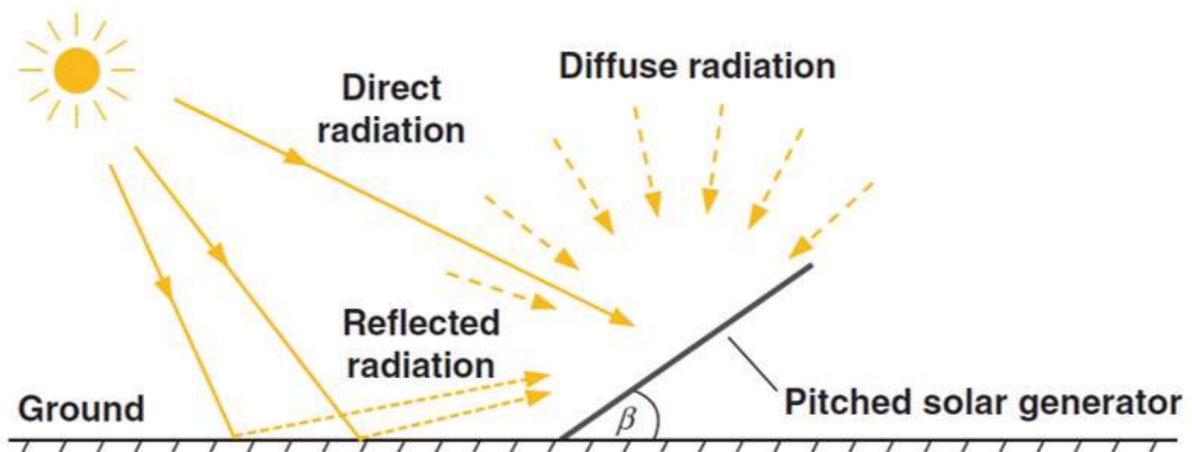 Direct
radiation
Diffuse radiation
Reflected
radiation
Ground
β
Pitched solar generator